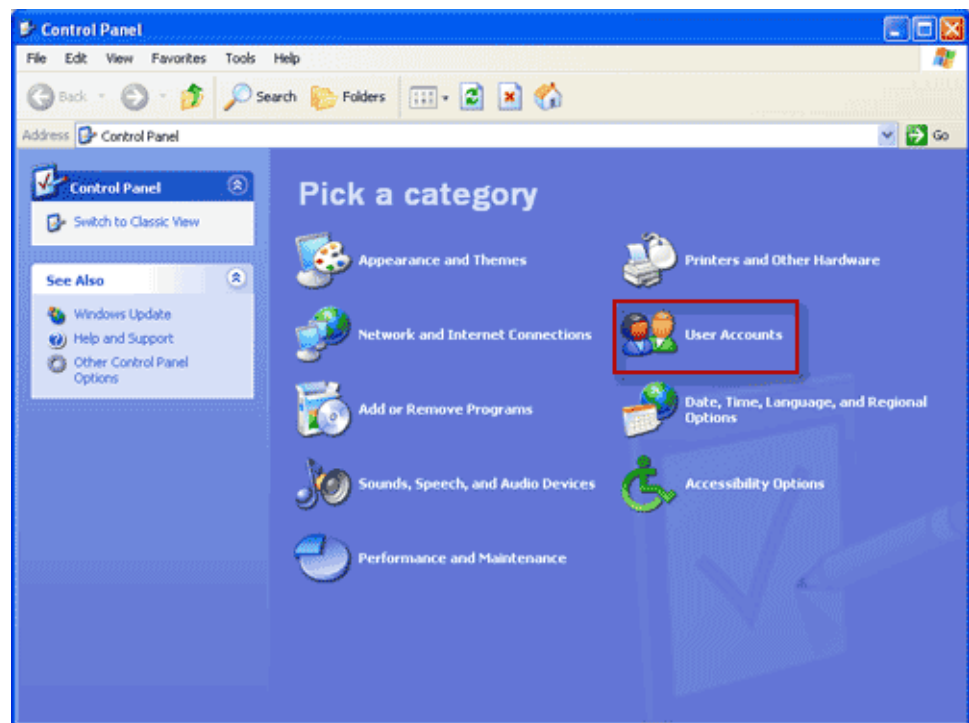 Control Panel
File Edit View Favorites Tools Help
Back Search Folders
Address Control Panel Go
Control Panel
Switch to Classic View
See Also
Windows Update
Help and Support
Other Control Panel
Options
Pick a category
Appearance and Themes
Printers and Other Hardware
Network and Internet Connections
User Accounts
Add or Remove Programs
Date, Time, Language, and Regional
Options
Sounds, Speech, and Audio Devices
Accessibility Options
Performance and Maintenance